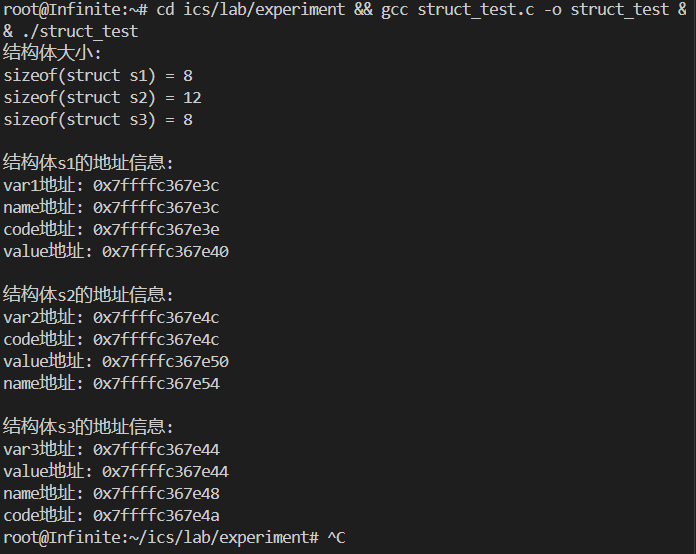 root@Infinite:~# cd ics/lab/experiment && gcc struct_test.c -o struct_test &
& ./struct_test
结构体大小:
sizeof(struct s1) = 8
sizeof(struct s2) = 12
sizeof(struct s3) = 8
结构体s1的地址信息:
var1地址: 0x7ffffc367e3c
name地址: 0x7ffffc367e3c
code地址: 0x7ffffc367e3e
value地址: 0x7ffffc367e40
结构体s2的地址信息:
var2地址: 0x7ffffc367e4c
code地址: 0x7ffffc367e4c
value地址: 0x7ffffc367e50
name地址: 0x7ffffc367e54
结构体s3的地址信息:
var3地址: 0x7ffffc367e44
value地址: 0x7ffffc367e44
name地址: 0x7ffffc367e48
code地址: 0x7ffffc367e4a
root@Infinite:~/ics/lab/experiment# ^C